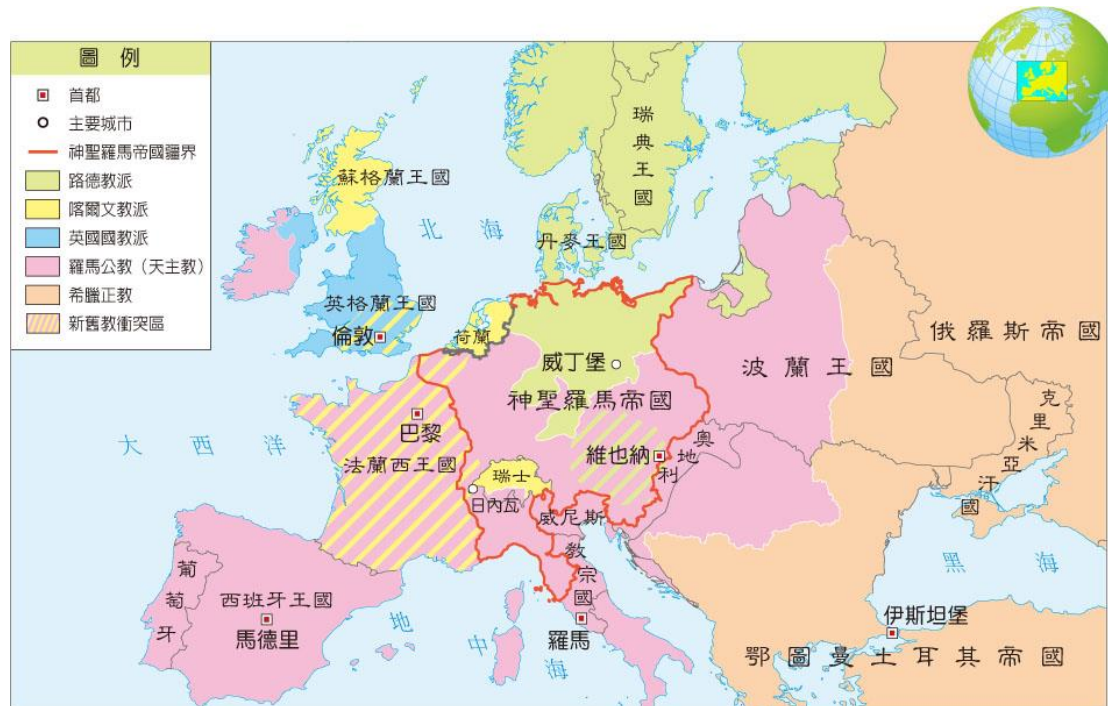 圖例
首都
主要城市
神聖羅馬帝國疆界
路德教派
喀爾文教派
英國國教派
羅馬公教（天主教）
希臘正教
新舊教衝突區
瑞典王國
蘇格蘭王國
北海
丹麥王國
英格蘭王國
倫敦
荷蘭
威丁堡
神聖羅馬帝國
波蘭王國
俄羅斯帝國
克里米亞汗國
大西洋
巴黎
法蘭西王國
維也納
奧地利
瑞士
日內瓦
威尼斯
教宗國
黑海
葡萄牙
西班牙王國
馬德里
地中海
羅馬
伊斯坦堡
鄂圖曼土耳其帝國